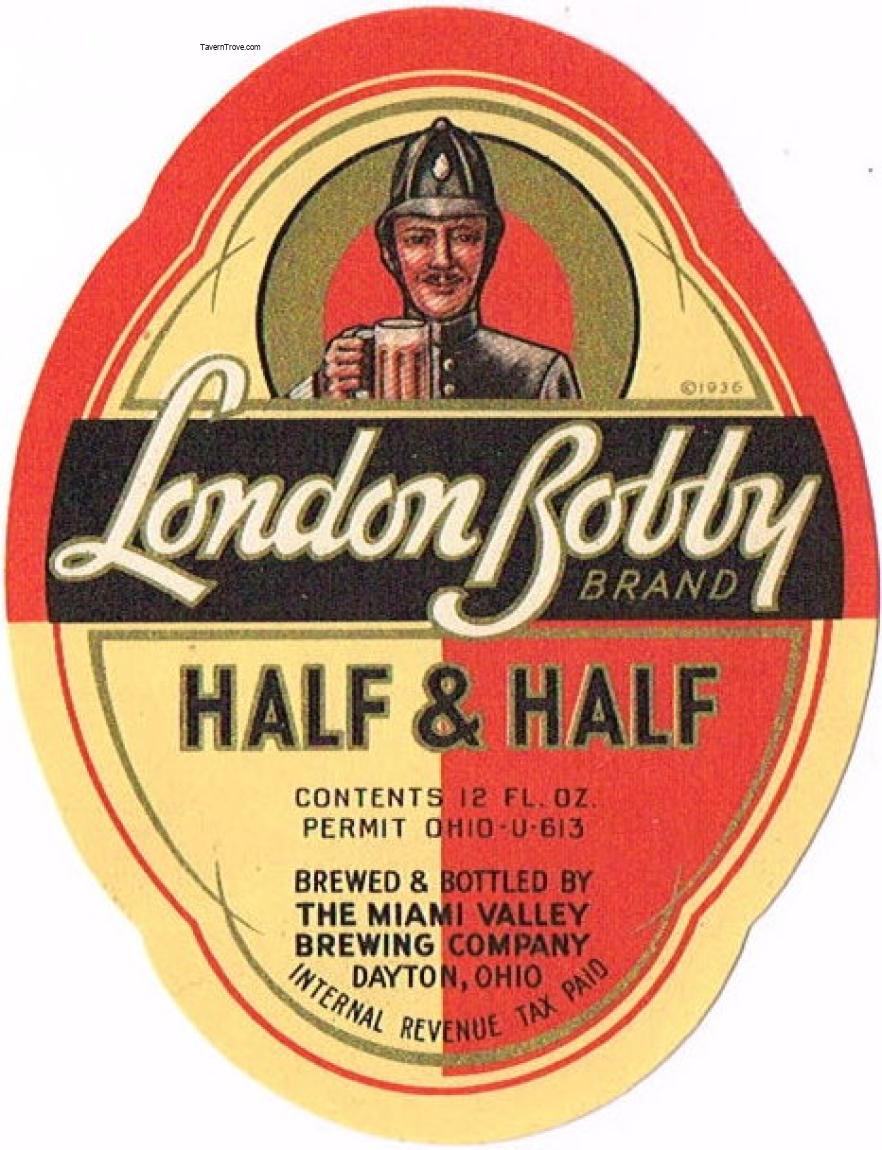 TavernTrove.com
©1936
London Bobby
BRAND
HALF & HALF
CONTENTS 12 FL. OZ.
PERMIT OHIO-U-613
BREWED & BOTTLED BY
THE MIAMI VALLEY
BREWING COMPANY
DAYTON, OHIO
INTERNAL REVENUE TAX PAID